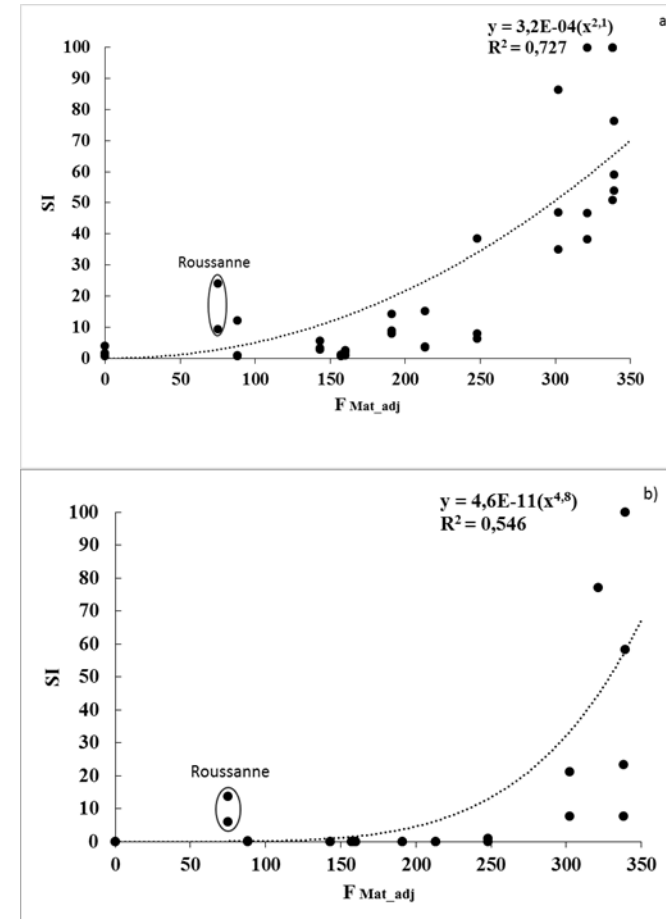 a
y = 3,2E-04(x^2,1)
R² = 0,727
100
90
80
70
60
50
40
30
20
10
0
SI
Roussanne
0 50 100 150 200 250 300 350
F Mat_adj
b)
y = 4,6E-11(x^4,8)
R² = 0,546
100
90
80
70
60
50
40
30
20
10
0
SI
Roussanne
0 50 100 150 200 250 300 350
F Mat_adj